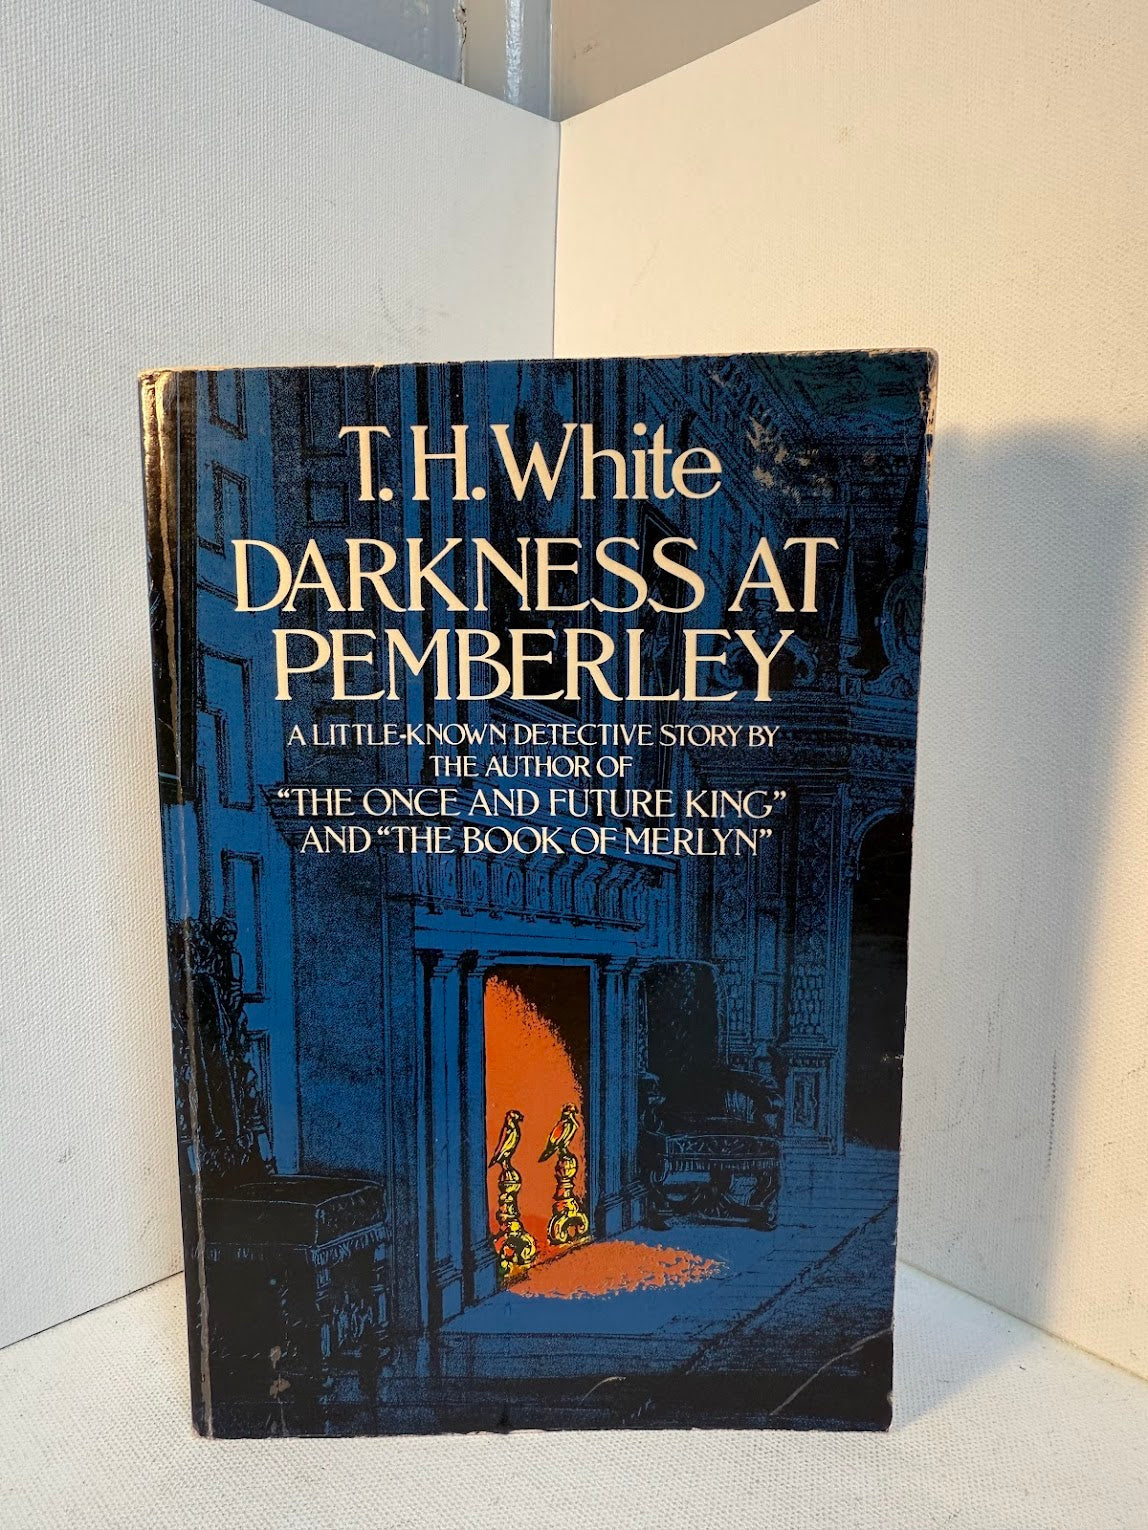 T. H. White
DARKNESS AT
PEMBERLEY
A LITTLE-KNOWN DETECTIVE STORY BY
THE AUTHOR OF
“THE ONCE AND FUTURE KING”
AND “THE BOOK OF MERLYN”